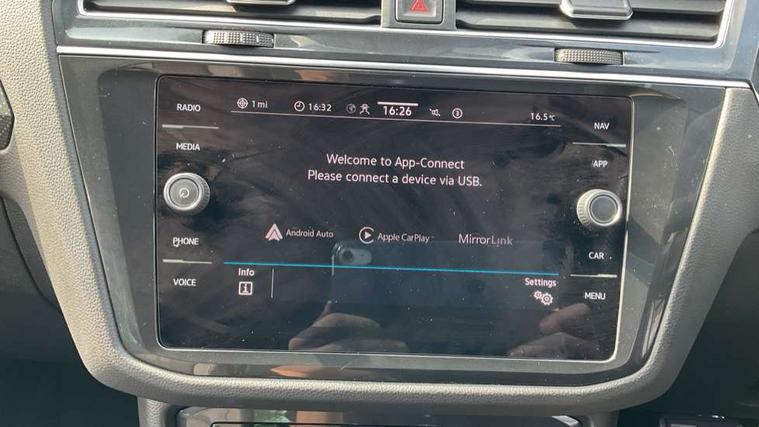 RADIO
1 mi 16:32 16:26 3 16.5°C
NAV
MEDIA
APP
Welcome to App-Connect
Please connect a device via USB.
Android Auto Apple CarPlay MirrorLink
PHONE
CAR
Info Settings
VOICE
MENU